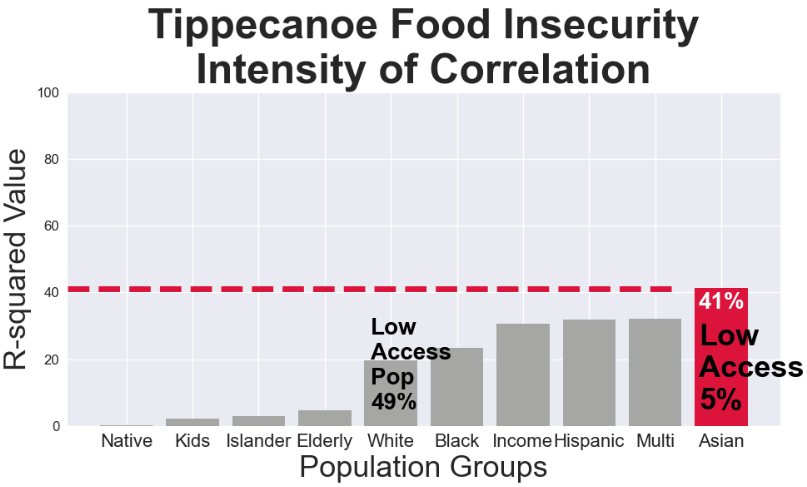 Tippecanoe Food Insecurity
Intensity of Correlation
R-squared Value
100
80
60
40
20
0
Low
Access
Pop
49%
41%
Low
Access
5%
Native Kids Islander Elderly White Black Income Hispanic Multi Asian
Population Groups